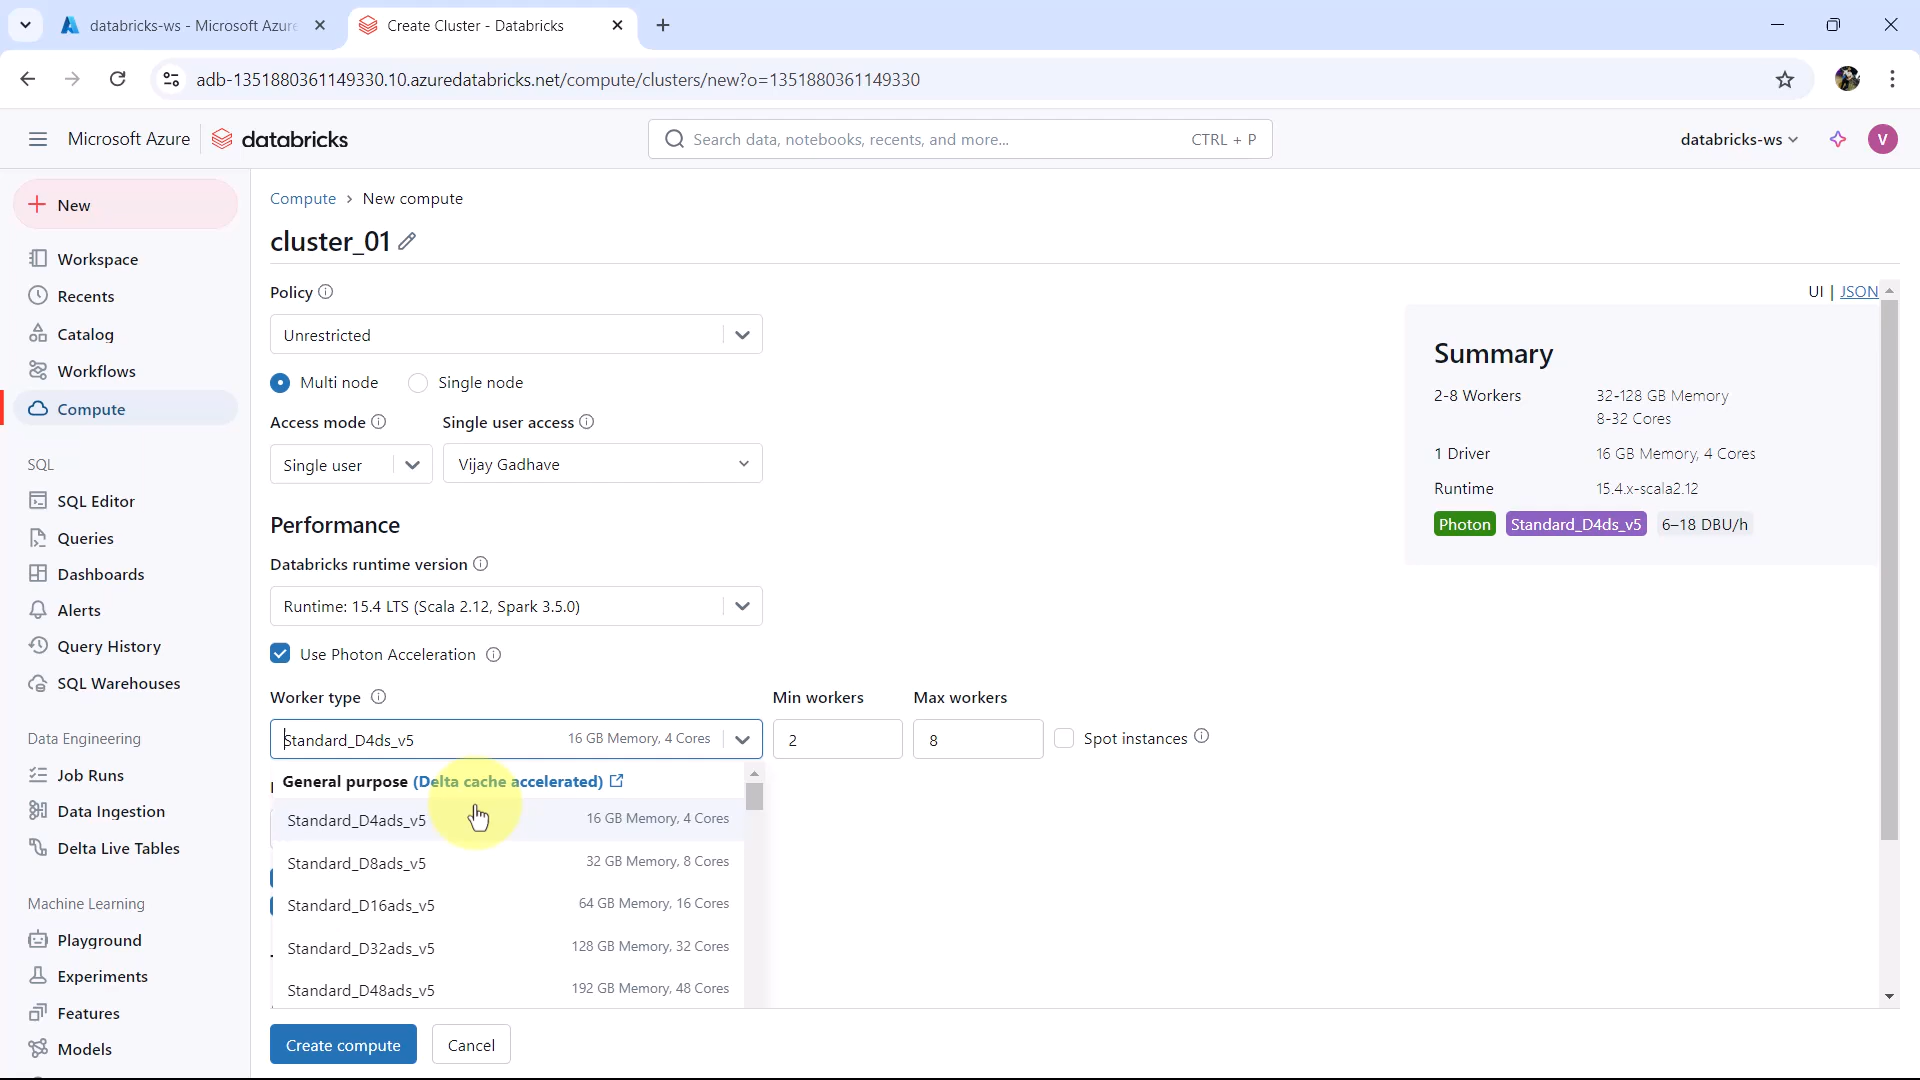 databricks-ws - Microsoft Azure
Create Cluster - Databricks
adb-1351880361149330.10.azuredatabricks.net/compute/clusters/new?o=1351880361149330
Microsoft Azure databricks
Search data, notebooks, recents, and more... CTRL + P
databricks-ws
V
New
Workspace
Recents
Catalog
Workflows
Compute
SQL
SQL Editor
Queries
Dashboards
Alerts
Query History
SQL Warehouses
Data Engineering
Job Runs
Data Ingestion
Delta Live Tables
Machine Learning
Playground
Experiments
Features
Models
Compute › New compute
cluster_01
UI | JSON
Policy
Unrestricted
Multi node Single node
Access mode Single user access
Single user Vijay Gadhave
Performance
Databricks runtime version
Runtime: 15.4 LTS (Scala 2.12, Spark 3.5.0)
Use Photon Acceleration
Worker type Min workers Max workers
Standard_D4ds_v5 16 GB Memory, 4 Cores 2 8 Spot instances
General purpose (Delta cache accelerated)
Standard_D4ads_v5 16 GB Memory, 4 Cores
Standard_D8ads_v5 32 GB Memory, 8 Cores
Standard_D16ads_v5 64 GB Memory, 16 Cores
Standard_D32ads_v5 128 GB Memory, 32 Cores
Standard_D48ads_v5 192 GB Memory, 48 Cores
Create compute Cancel
Summary
2-8 Workers 32-128 GB Memory
8-32 Cores
1 Driver 16 GB Memory, 4 Cores
Runtime 15.4.x-scala2.12
Photon Standard_D4ds_v5 6–18 DBU/h